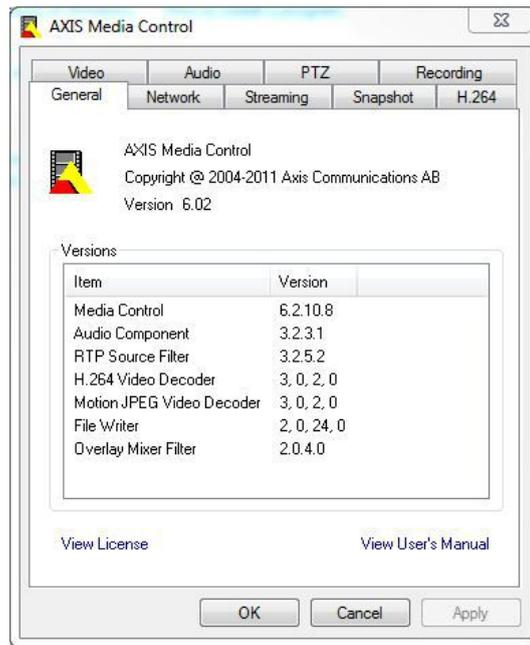 AXIS Media Control
Video Audio PTZ Recording
General Network Streaming Snapshot H.264
AXIS Media Control
Copyright @ 2004-2011 Axis Communications AB
Version 6.02
Versions
Item Version
Media Control 6.2.10.8
Audio Component 3.2.3.1
RTP Source Filter 3.2.5.2
H.264 Video Decoder 3, 0, 2, 0
Motion JPEG Video Decoder 3, 0, 2, 0
File Writer 2, 0, 24, 0
Overlay Mixer Filter 2.0.4.0
View License View User's Manual
OK Cancel Apply